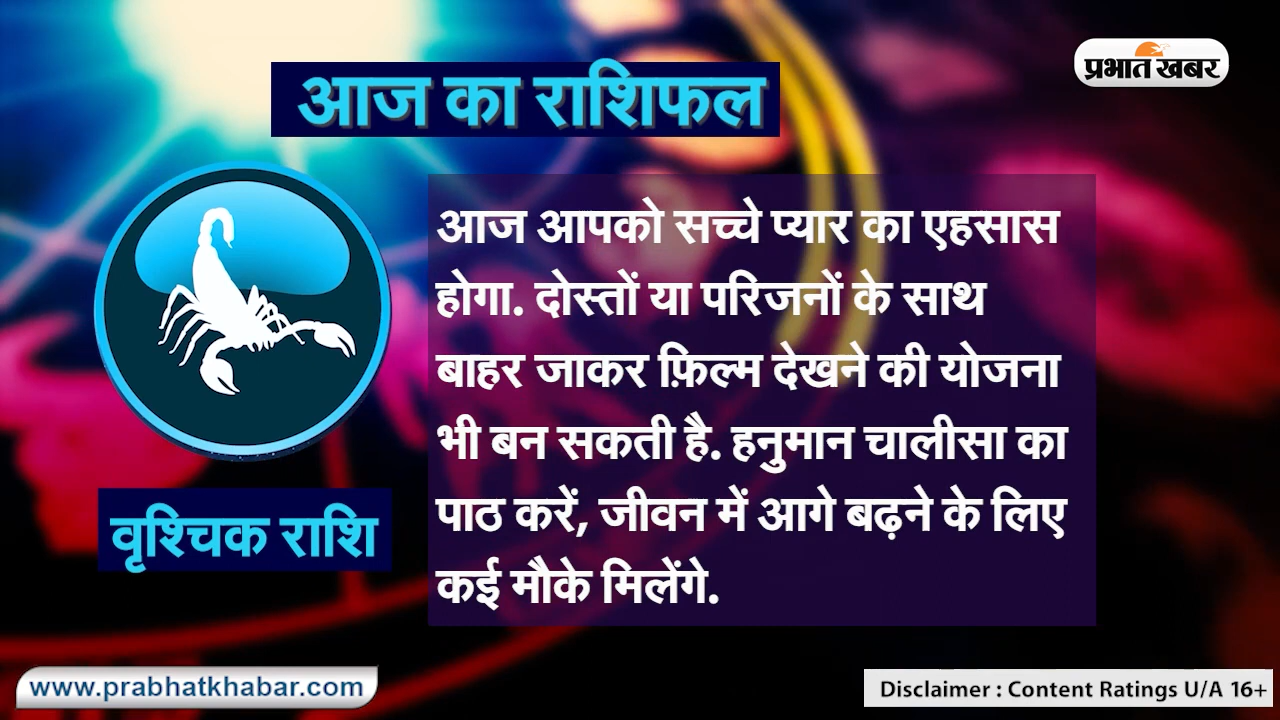 प्रभात खबर
आज का राशिफल
आज आपको सच्चे प्यार का एहसास
होगा. दोस्तों या परिजनों के साथ
बाहर जाकर फ़िल्म देखने की योजना
भी बन सकती है. हनुमान चालीसा का
पाठ करें, जीवन में आगे बढ़ने के लिए
कई मौके मिलेंगे.
वृश्चिक राशि
www.prabhatkhabar.com
Disclaimer : Content Ratings U/A 16+